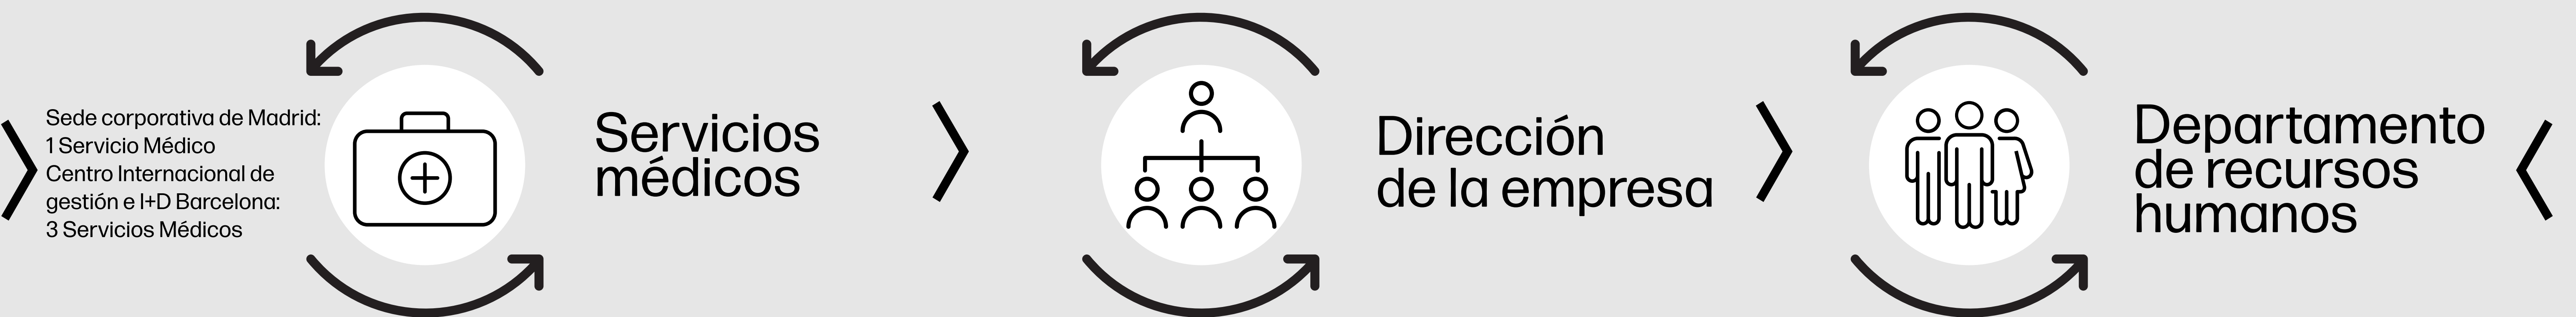 Sede corporativa de Madrid:
1 Servicio Médico
Centro Internacional de
gestión e I+D Barcelona:
3 Servicios Médicos
Servicios
médicos
Dirección
de la empresa
Departamento
de recursos
humanos